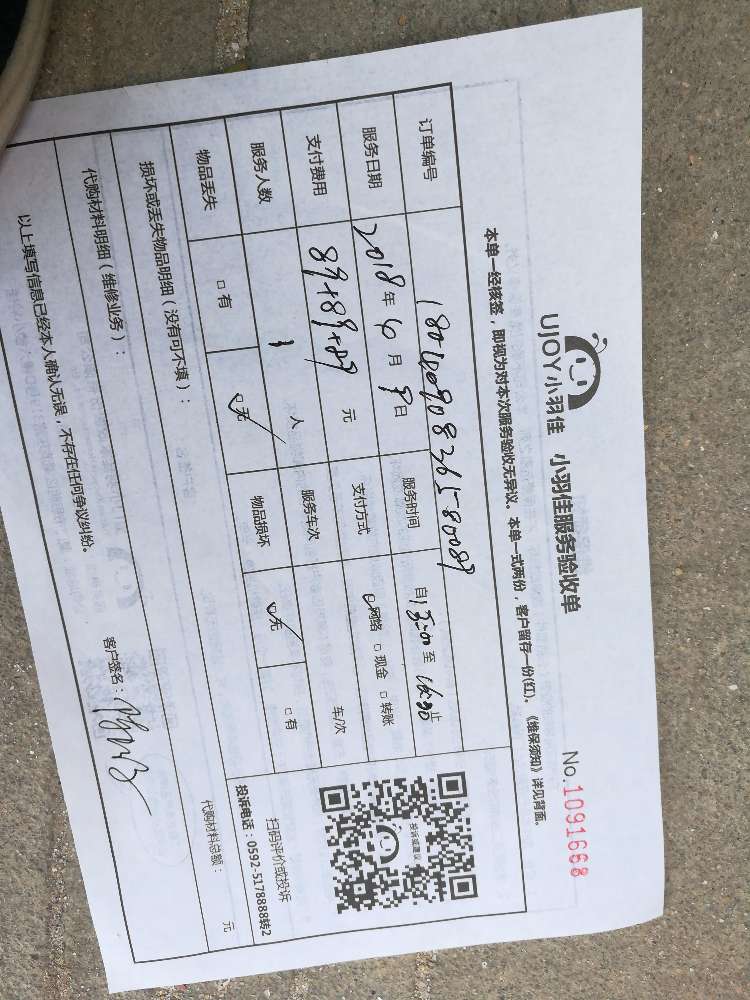 UJOY小羽佳 小羽佳服务验收单 No.1091668
本单一经核签，即视为对本次服务验收无异议。本单一式两份，客户留存一份(红)。《维保须知》详见背面。
订单编号
服务日期 2018年6月9日 服务时间 自15:00至16:30止
支付费用 89+89+89 元 支付方式 网络 □现金 □转账
服务人数 1 人 服务车次 车/次
物品丢失 □有 ☑无 物品损坏 ☑无 □有
损坏或丢失物品明细（没有可不填）：
代购材料明细（维修业务）： 代购材料总额： 元
以上填写信息已经本人确认无误，不存在任何争议纠纷。 客户签名：
投诉或建议
扫码评价或投诉
投诉电话：0592-5178888转2